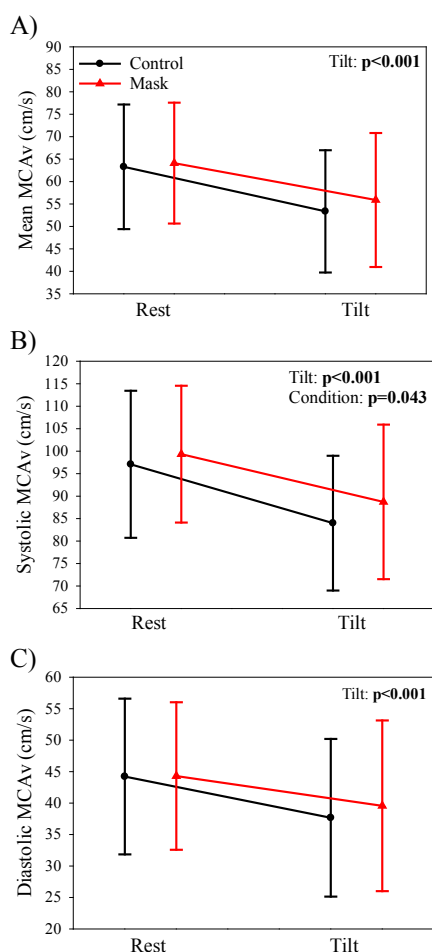 A)
90
85
80
75
70
65
60
55
50
45
40
35
Mean MCAv (cm/s)
Control
Mask
Tilt: p<0.001
Rest Tilt
B)
120
115
110
105
100
95
90
85
80
75
70
65
Systolic MCAv (cm/s)
Tilt: p<0.001
Condition: p=0.043
Rest Tilt
C)
60
55
50
45
40
35
30
25
20
Diastolic MCAv (cm/s)
Tilt: p<0.001
Rest Tilt